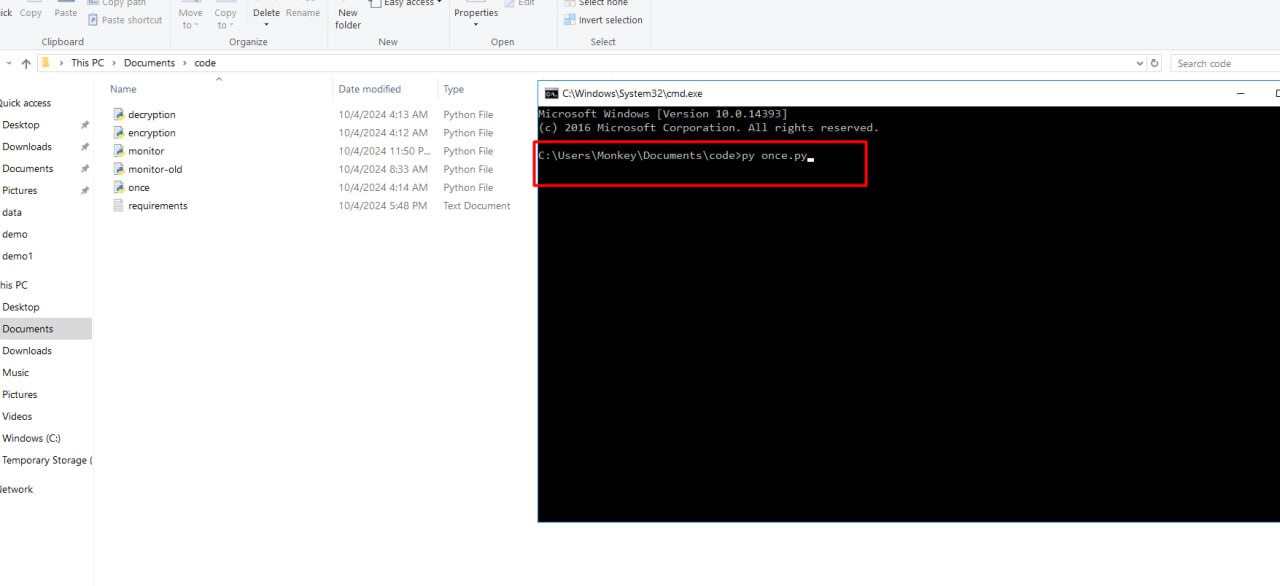 Copy path
Easy access
Edit
Select none
ick Copy Paste Paste shortcut Move to Copy to Delete Rename New folder Properties Invert selection
Clipboard Organize New Open Select
This PC > Documents > code
Search code
Name Date modified Type
Quick access
Desktop
Downloads
Documents
Pictures
data
demo
demo1
his PC
Desktop
Documents
Downloads
Music
Pictures
Videos
Windows (C:)
Temporary Storage (
Network
decryption 10/4/2024 4:13 AM Python File
encryption 10/4/2024 4:12 AM Python File
monitor 10/4/2024 11:50 P... Python File
monitor-old 10/4/2024 8:33 AM Python File
once 10/4/2024 4:14 AM Python File
requirements 10/4/2024 5:48 PM Text Document
C:\Windows\System32\cmd.exe
Microsoft Windows [Version 10.0.14393]
(c) 2016 Microsoft Corporation. All rights reserved.
C:\Users\Monkey\Documents\code>py once.py